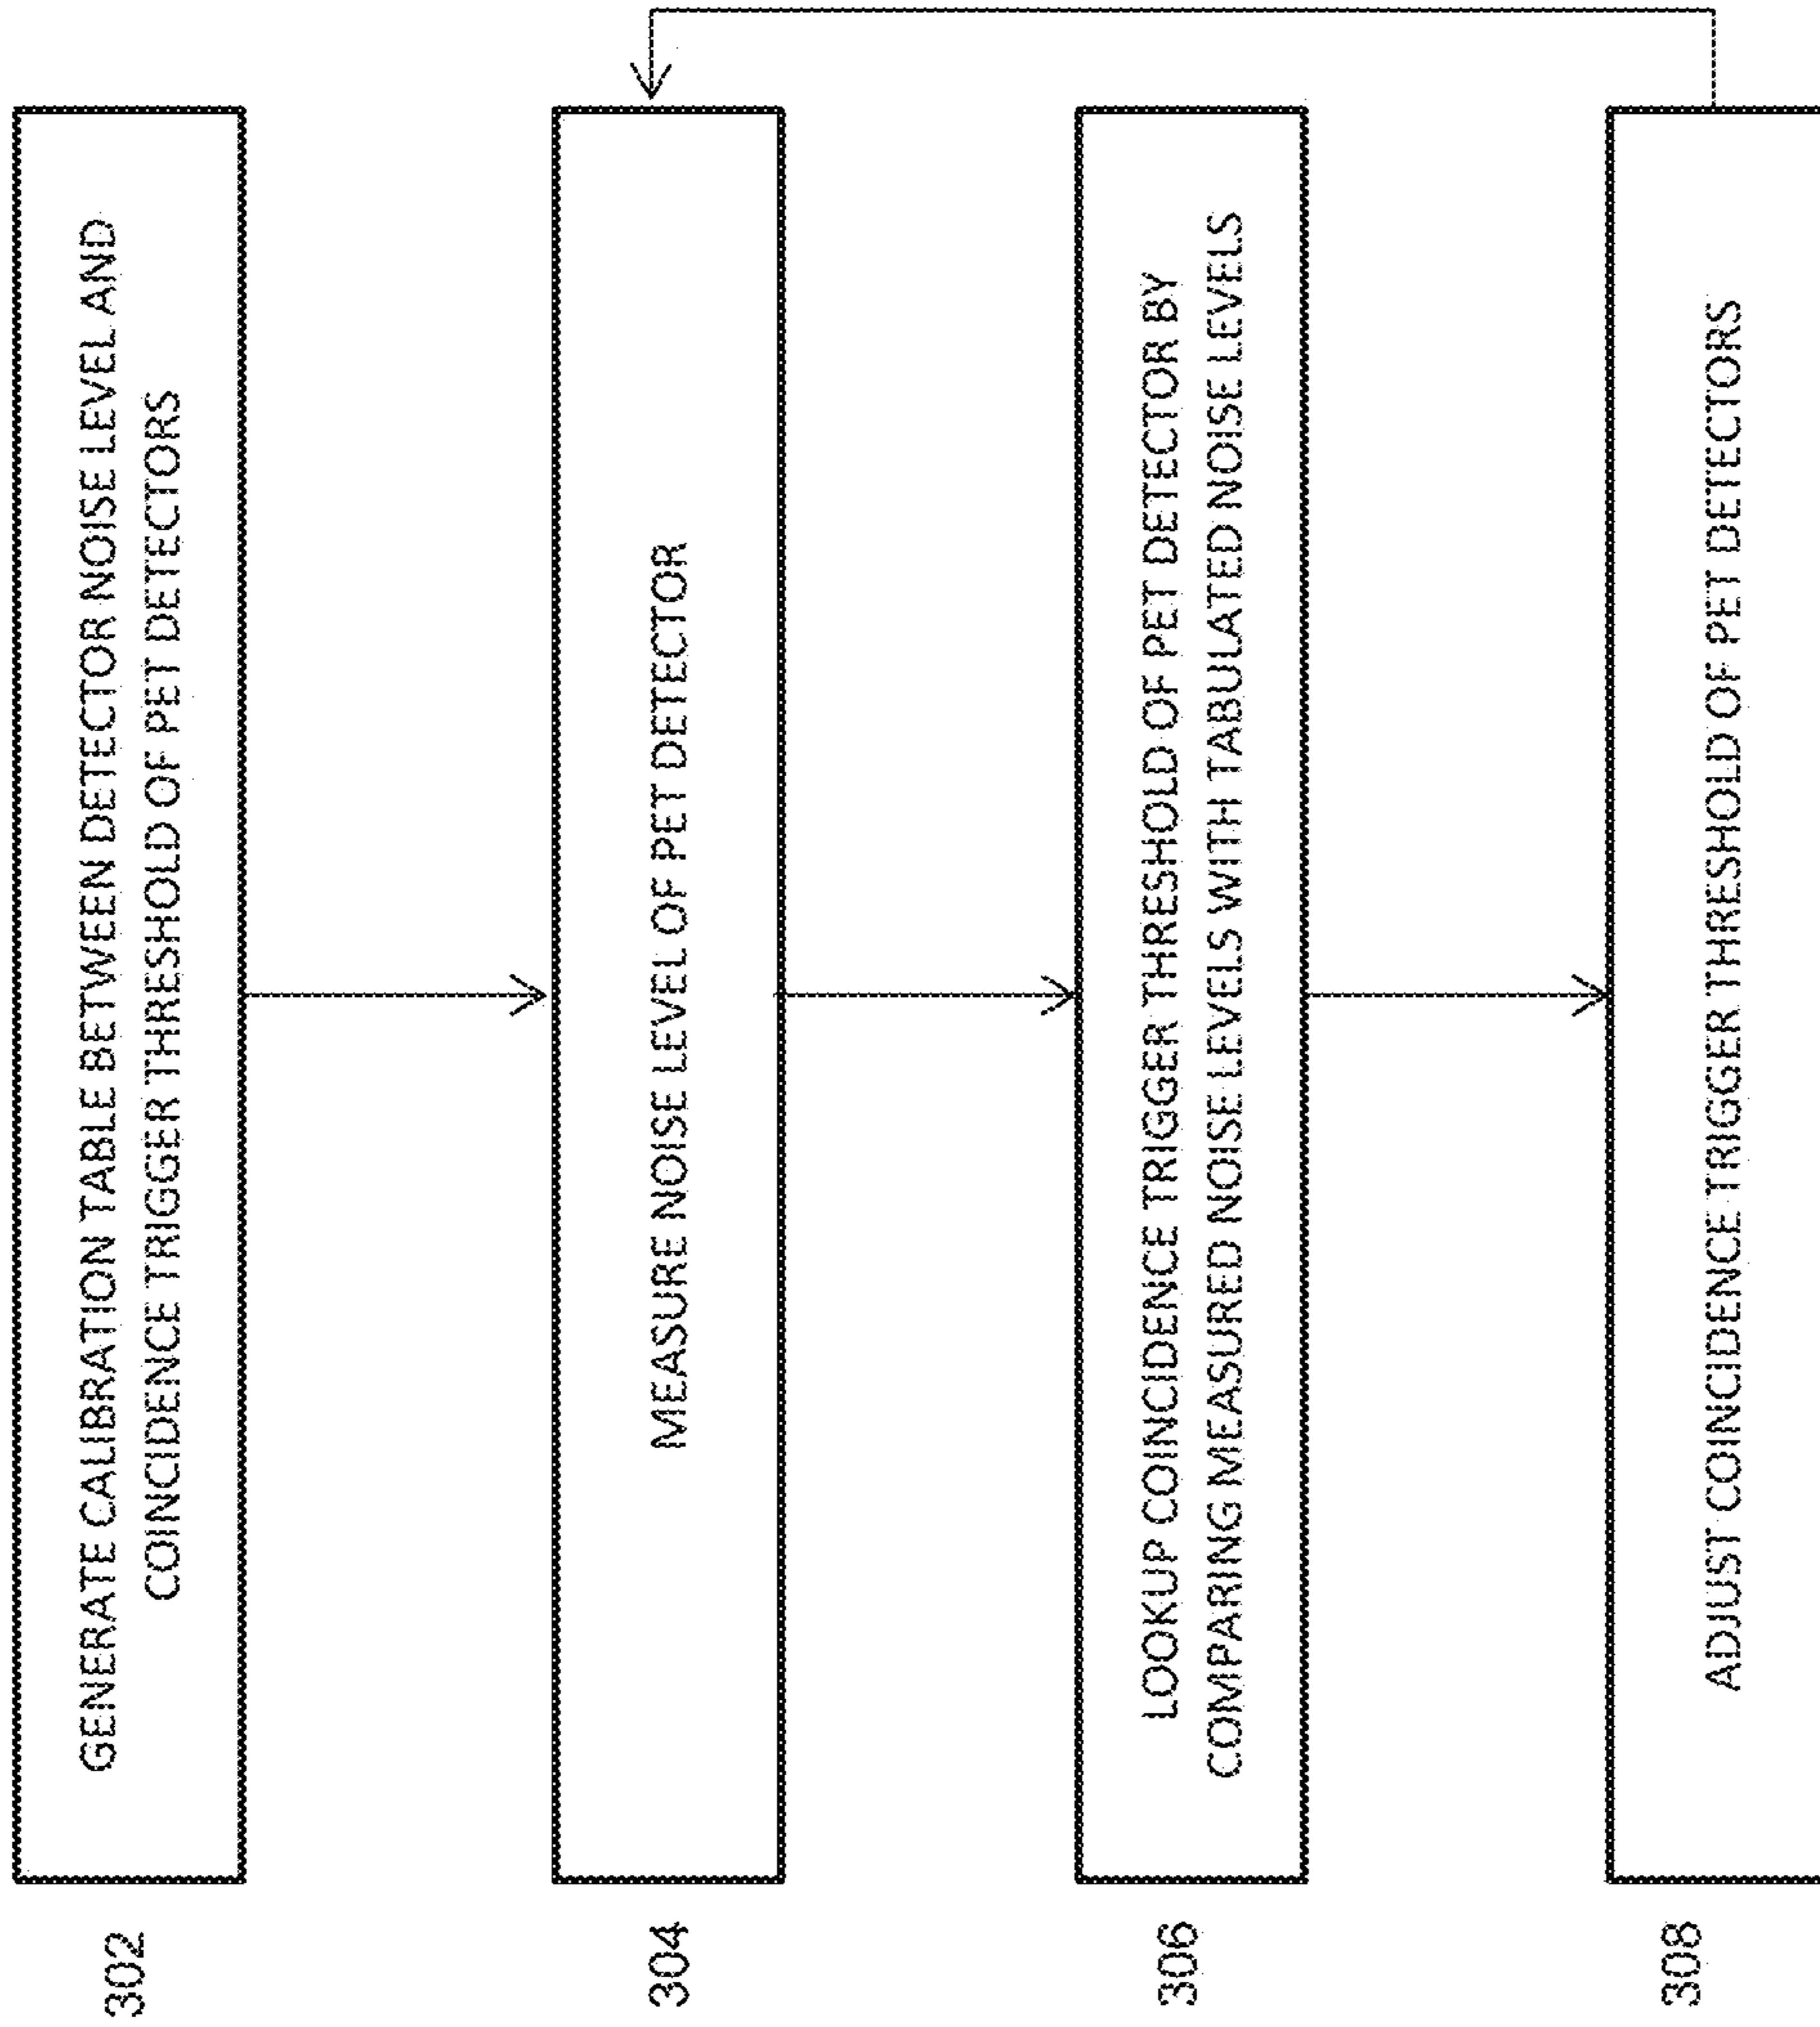 302
GENERATE CALIBRATION TABLE BETWEEN DETECTOR NOISE LEVEL AND
COINCIDENCE TRIGGER THRESHOLD OF PET DETECTORS
304
MEASURE NOISE LEVEL OF PET DETECTOR
306
LOOKUP COINCIDENCE TRIGGER THRESHOLD OF PET DETECTOR BY
COMPARING MEASURED NOISE LEVELS WITH TABULATED NOISE LEVELS
308
ADJUST COINCIDENCE TRIGGER THRESHOLD OF PET DETECTORS